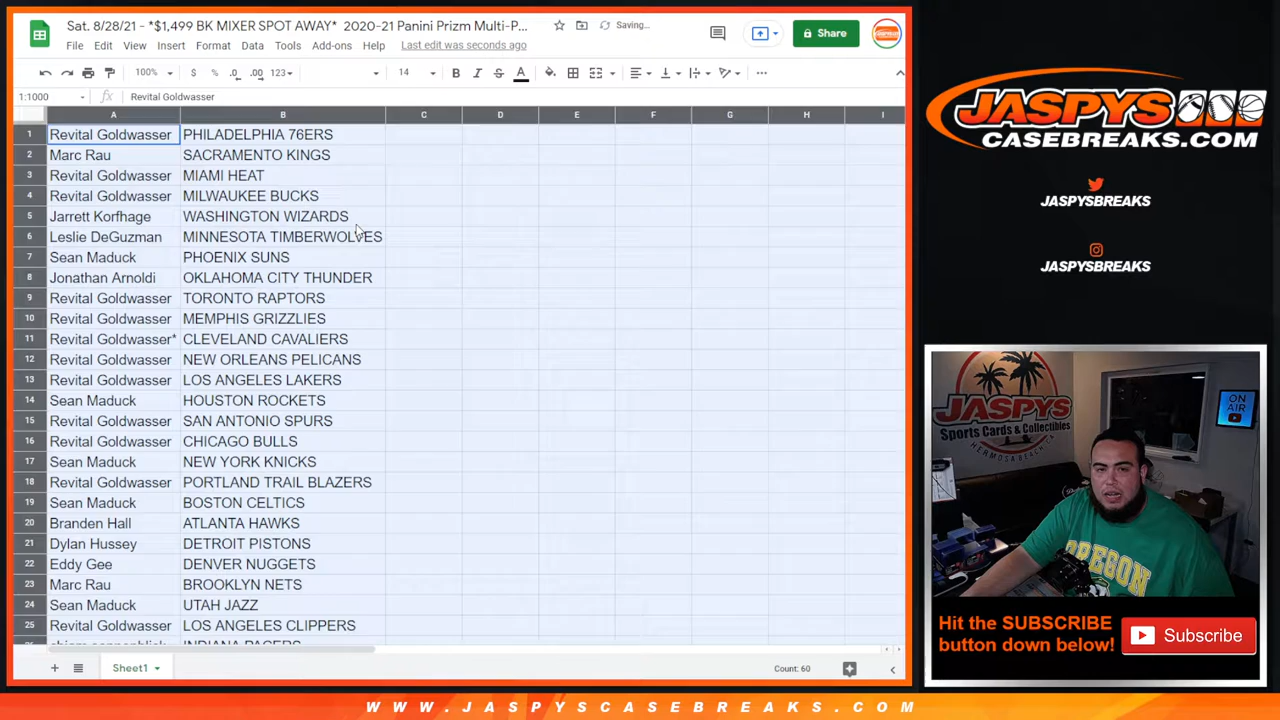 Sat. 8/28/21 - *$1,499 BK MIXER SPOT AWAY* 2020-21 Panini Prizm Multi-P...
Saving...
Share
File Edit View Insert Format Data Tools Add-ons Help Last edit was seconds ago
100% $ % .0 .00 123 14 B I S A
1:1000 fx Revital Goldwasser
A B C D E F G H I
1 Revital Goldwasser PHILADELPHIA 76ERS
2 Marc Rau SACRAMENTO KINGS
3 Revital Goldwasser MIAMI HEAT
4 Revital Goldwasser MILWAUKEE BUCKS
5 Jarrett Korfhage WASHINGTON WIZARDS
6 Leslie DeGuzman MINNESOTA TIMBERWOLVES
7 Sean Maduck PHOENIX SUNS
8 Jonathan Arnoldi OKLAHOMA CITY THUNDER
9 Revital Goldwasser TORONTO RAPTORS
10 Revital Goldwasser MEMPHIS GRIZZLIES
11 Revital Goldwasser* CLEVELAND CAVALIERS
12 Revital Goldwasser NEW ORLEANS PELICANS
13 Revital Goldwasser LOS ANGELES LAKERS
14 Sean Maduck HOUSTON ROCKETS
15 Revital Goldwasser SAN ANTONIO SPURS
16 Revital Goldwasser CHICAGO BULLS
17 Sean Maduck NEW YORK KNICKS
18 Revital Goldwasser PORTLAND TRAIL BLAZERS
19 Sean Maduck BOSTON CELTICS
20 Branden Hall ATLANTA HAWKS
21 Dylan Hussey DETROIT PISTONS
22 Eddy Gee DENVER NUGGETS
23 Marc Rau BROOKLYN NETS
24 Sean Maduck UTAH JAZZ
25 Revital Goldwasser LOS ANGELES CLIPPERS
INDIANA PACERS
Sheet1
Count: 60
JASPYS
CASEBREAKS.COM
JASPYSBREAKS
JASPYSBREAKS
JASPYS
Sports Cards & Collectibles
HERMOSA BEACH, CA
ON AIR
OREGON
Hit the SUBSCRIBE
button down below!
Subscribe
WWW.JASPYSCASEBREAKS.COM